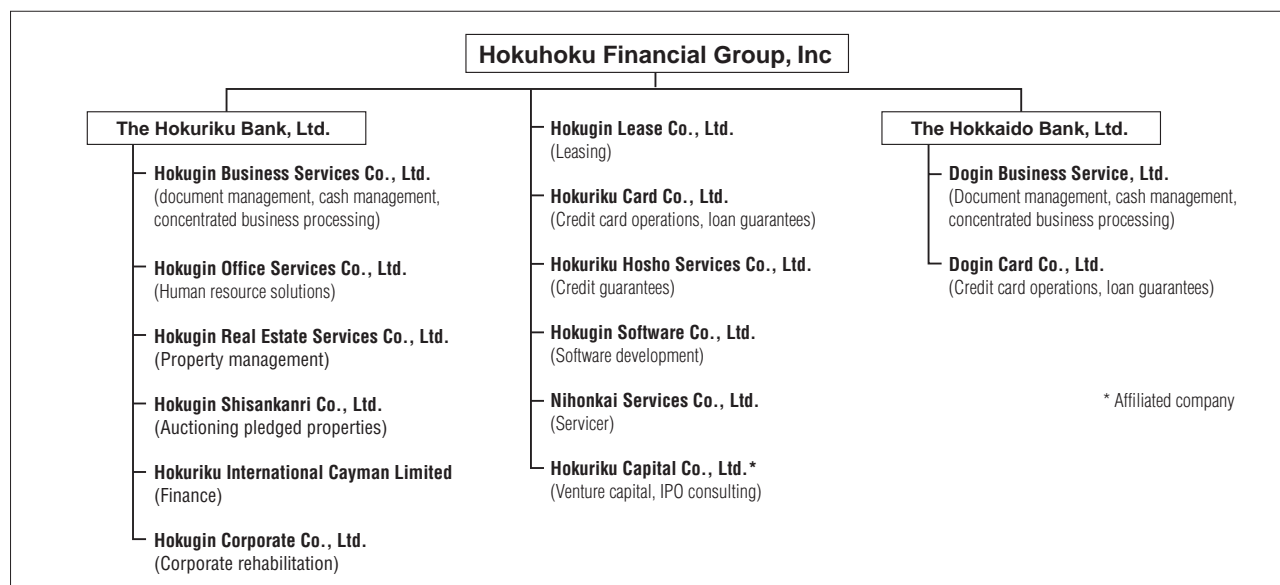 Hokuhoku Financial Group, Inc
The Hokuriku Bank, Ltd.
Hokugin Business Services Co., Ltd.
(document management, cash management,
concentrated business processing)
Hokugin Office Services Co., Ltd.
(Human resource solutions)
Hokugin Real Estate Services Co., Ltd.
(Property management)
Hokugin Shisankanri Co., Ltd.
(Auctioning pledged properties)
Hokuriku International Cayman Limited
(Finance)
Hokugin Corporate Co., Ltd.
(Corporate rehabilitation)
Hokugin Lease Co., Ltd.
(Leasing)
Hokuriku Card Co., Ltd.
(Credit card operations, loan guarantees)
Hokuriku Hosho Services Co., Ltd.
(Credit guarantees)
Hokugin Software Co., Ltd.
(Software development)
Nihonkai Services Co., Ltd.
(Servicer)
Hokuriku Capital Co., Ltd.*
(Venture capital, IPO consulting)
The Hokkaido Bank, Ltd.
Dogin Business Service, Ltd.
(Document management, cash management,
concentrated business processing)
Dogin Card Co., Ltd.
(Credit card operations, loan guarantees)
* Affiliated company